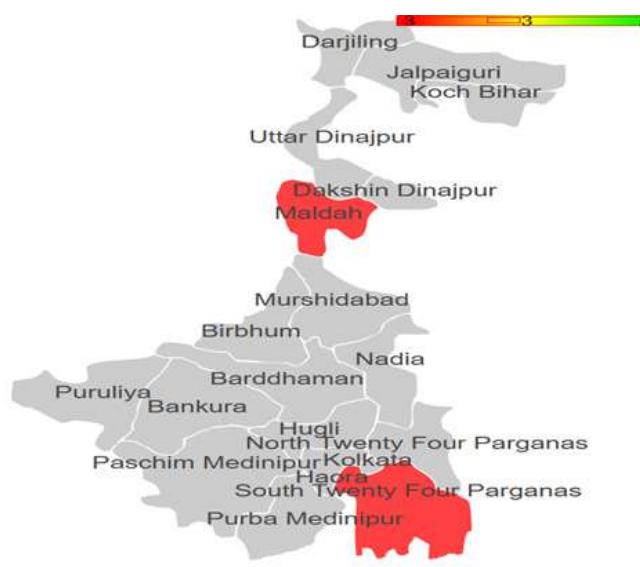 3 3
Darjiling
Jalpaiguri
Koch Bihar
Uttar Dinajpur
Dakshin Dinajpur
Maldah
Murshidabad
Birbhum
Nadia
Barddhaman
Puruliya
Bankura
Hugli
North Twenty Four Parganas
Kolkata
Paschim Medinipur
Haora
South Twenty Four Parganas
Purba Medinipur